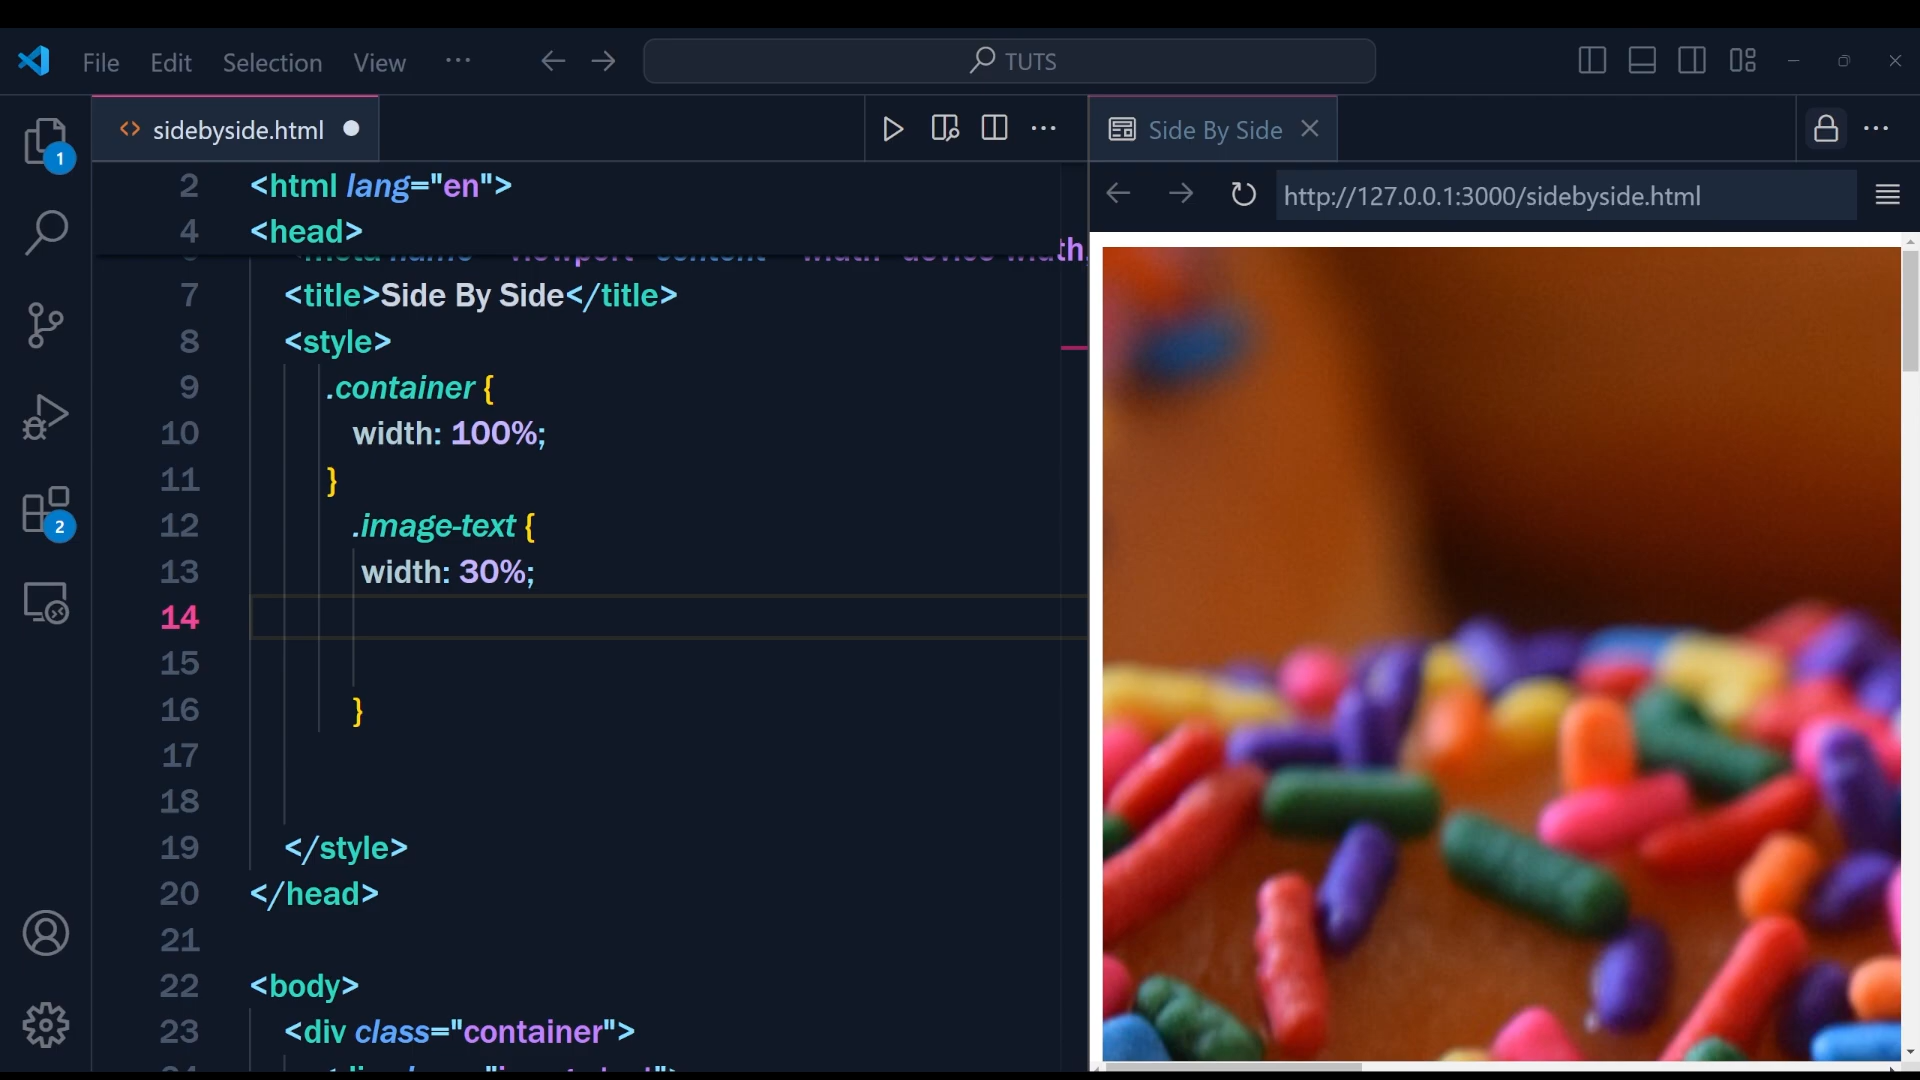 File Edit Selection View ··· TUTS
sidebyside.html
Side By Side
http://127.0.0.1:3000/sidebyside.html
1
2
2 <html lang="en">
4 <head>
th,
7 <title>Side By Side</title>
8 <style>
9 .container {
10 width: 100%;
11 }
12 .image-text {
13 width: 30%;
14
15
16 }
17
18
19 </style>
20 </head>
21
22 <body>
23 <div class="container">